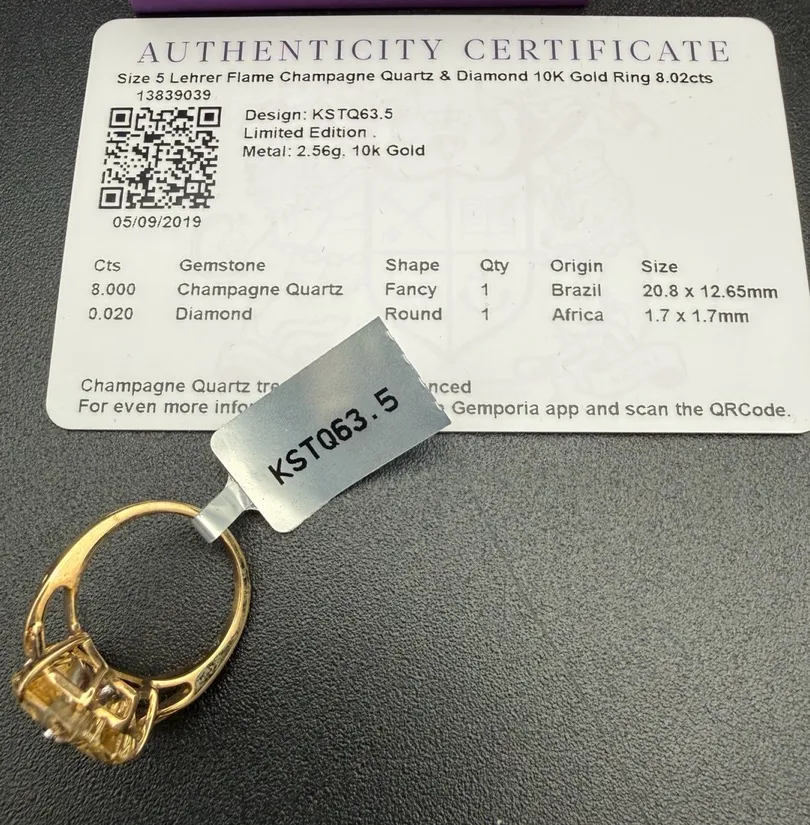 AUTHENTICITY CERTIFICATE
Size 5 Lehrer Flame Champagne Quartz & Diamond 10K Gold Ring 8.02cts
13839039
Design: KSTQ63.5
Limited Edition .
Metal: 2.56g, 10k Gold
05/09/2019
Cts Gemstone Shape Qty Origin Size
8.000 Champagne Quartz Fancy 1 Brazil 20.8 x 12.65mm
0.020 Diamond Round 1 Africa 1.7 x 1.7mm
Champagne Quartz
For even more Gemporia app and scan the QRCode.
KSTQ63.5